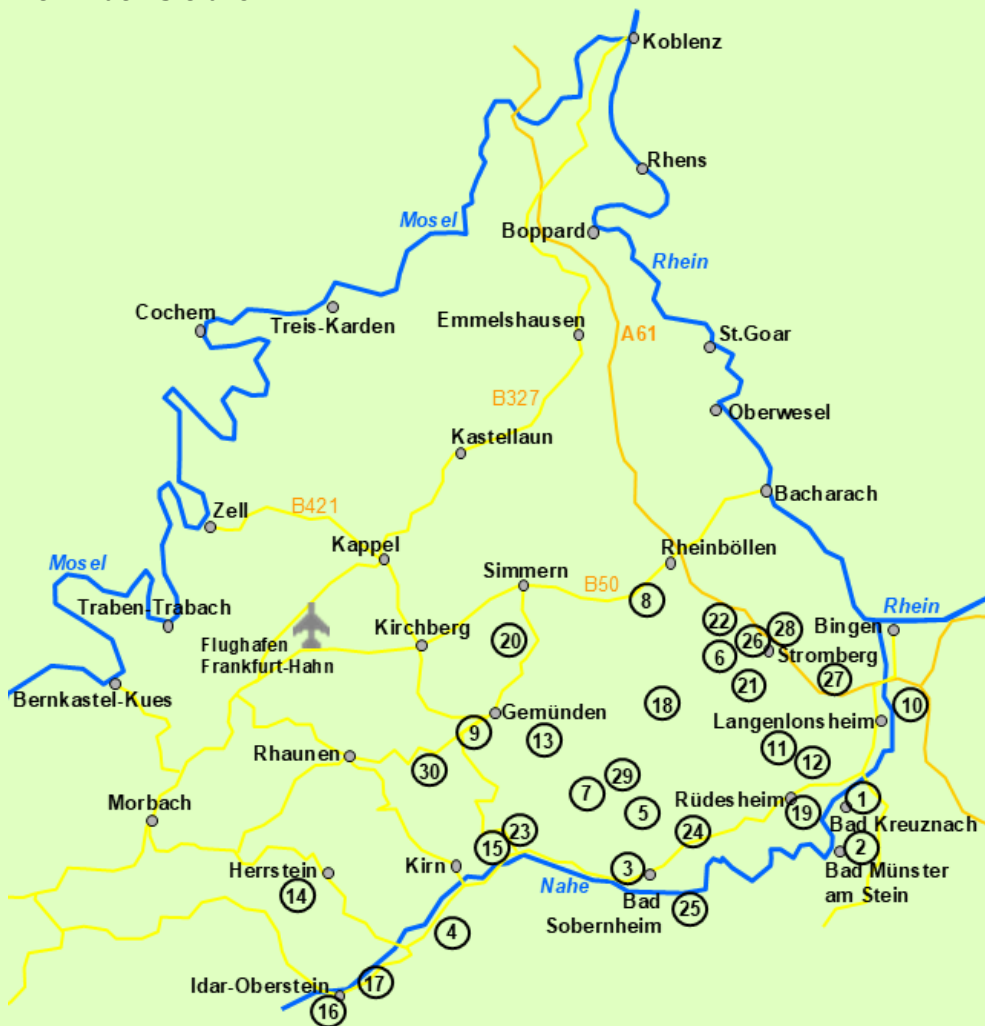 Koblenz
Rhens
Mosel
Boppard
Rhein
Cochem
Treis-Karden
Emmelshausen
A61
St.Goar
B327
Oberwesel
Kastellaun
Bacharach
B421
Zell
Kappel
Rheinböllen
Mosel
Simmern
B50
8
Traben-Trabach
Rhein
22
28
Bingen
Kirchberg
20
26
Flughafen
Frankfurt-Hahn
6
Stromberg
21
27
Bernkastel-Kues
18
10
Gemünden
Langenlonsheim
9
13
11
12
Rhaunen
30
29
7
Rüdesheim
1
Morbach
5
19
Bad Kreuznach
23
24
15
2
Herrstein
Kirn
3
Nahe
Bad Münster
am Stein
14
Bad
Sobernheim
25
4
Idar-Oberstein
17
16